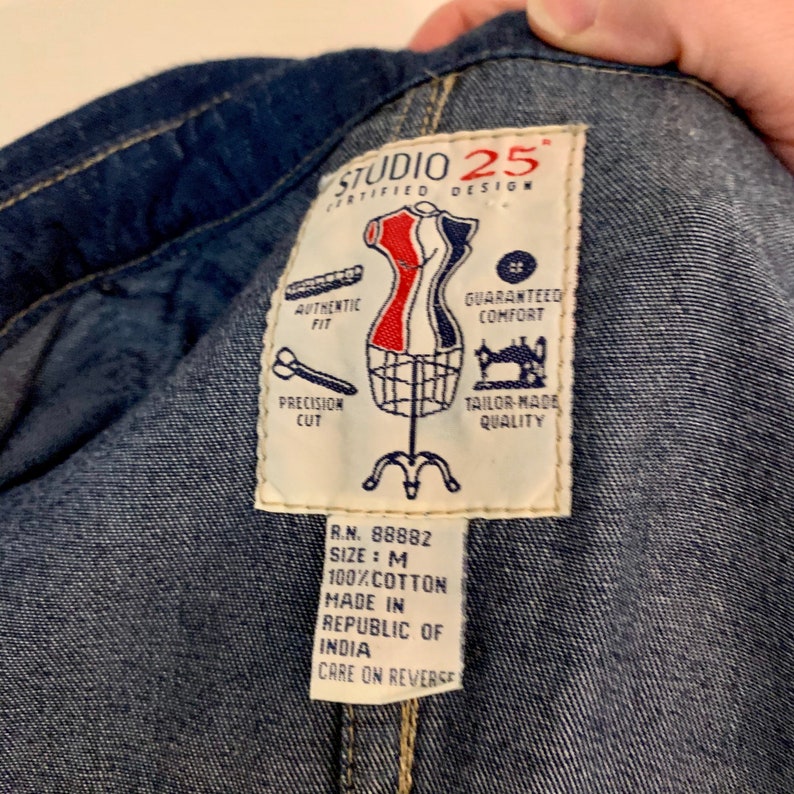 STUDIO 25®
CERTIFIED DESIGN
AUTHENTIC
FIT
GUARANTEED
COMFORT
PRECISION
CUT
TAILOR-MADE
QUALITY
R.N. 88882
SIZE: M
100% COTTON
MADE IN
REPUBLIC OF
INDIA
CARE ON REVERSE